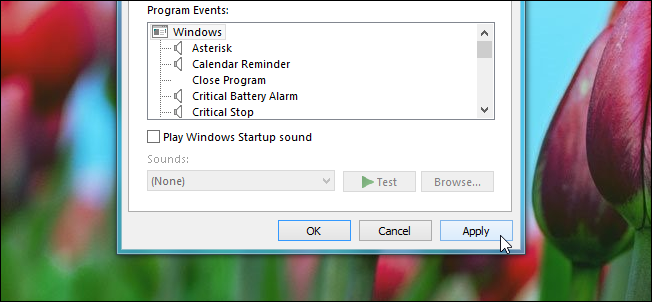 Program Events:
Windows
Asterisk
Calendar Reminder
Close Program
Critical Battery Alarm
Critical Stop
Play Windows Startup sound
Sounds:
(None) Test Browse...
OK Cancel Apply